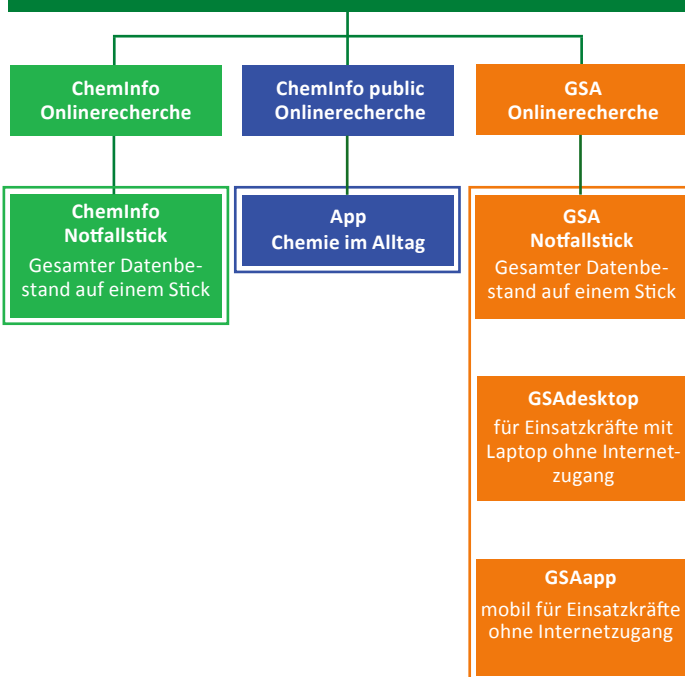 ChemInfo
Onlinerecherche
ChemInfo public
Onlinerecherche
GSA
Onlinerecherche
ChemInfo
Notfallstick
Gesamter Datenbe-
stand auf einem Stick
App
Chemie im Alltag
GSA
Notfallstick
Gesamter Datenbe-
stand auf einem Stick
GSAdesktop
für Einsatzkräfte mit
Laptop ohne Internet-
zugang
GSAapp
mobil für Einsatzkräfte
ohne Internetzugang